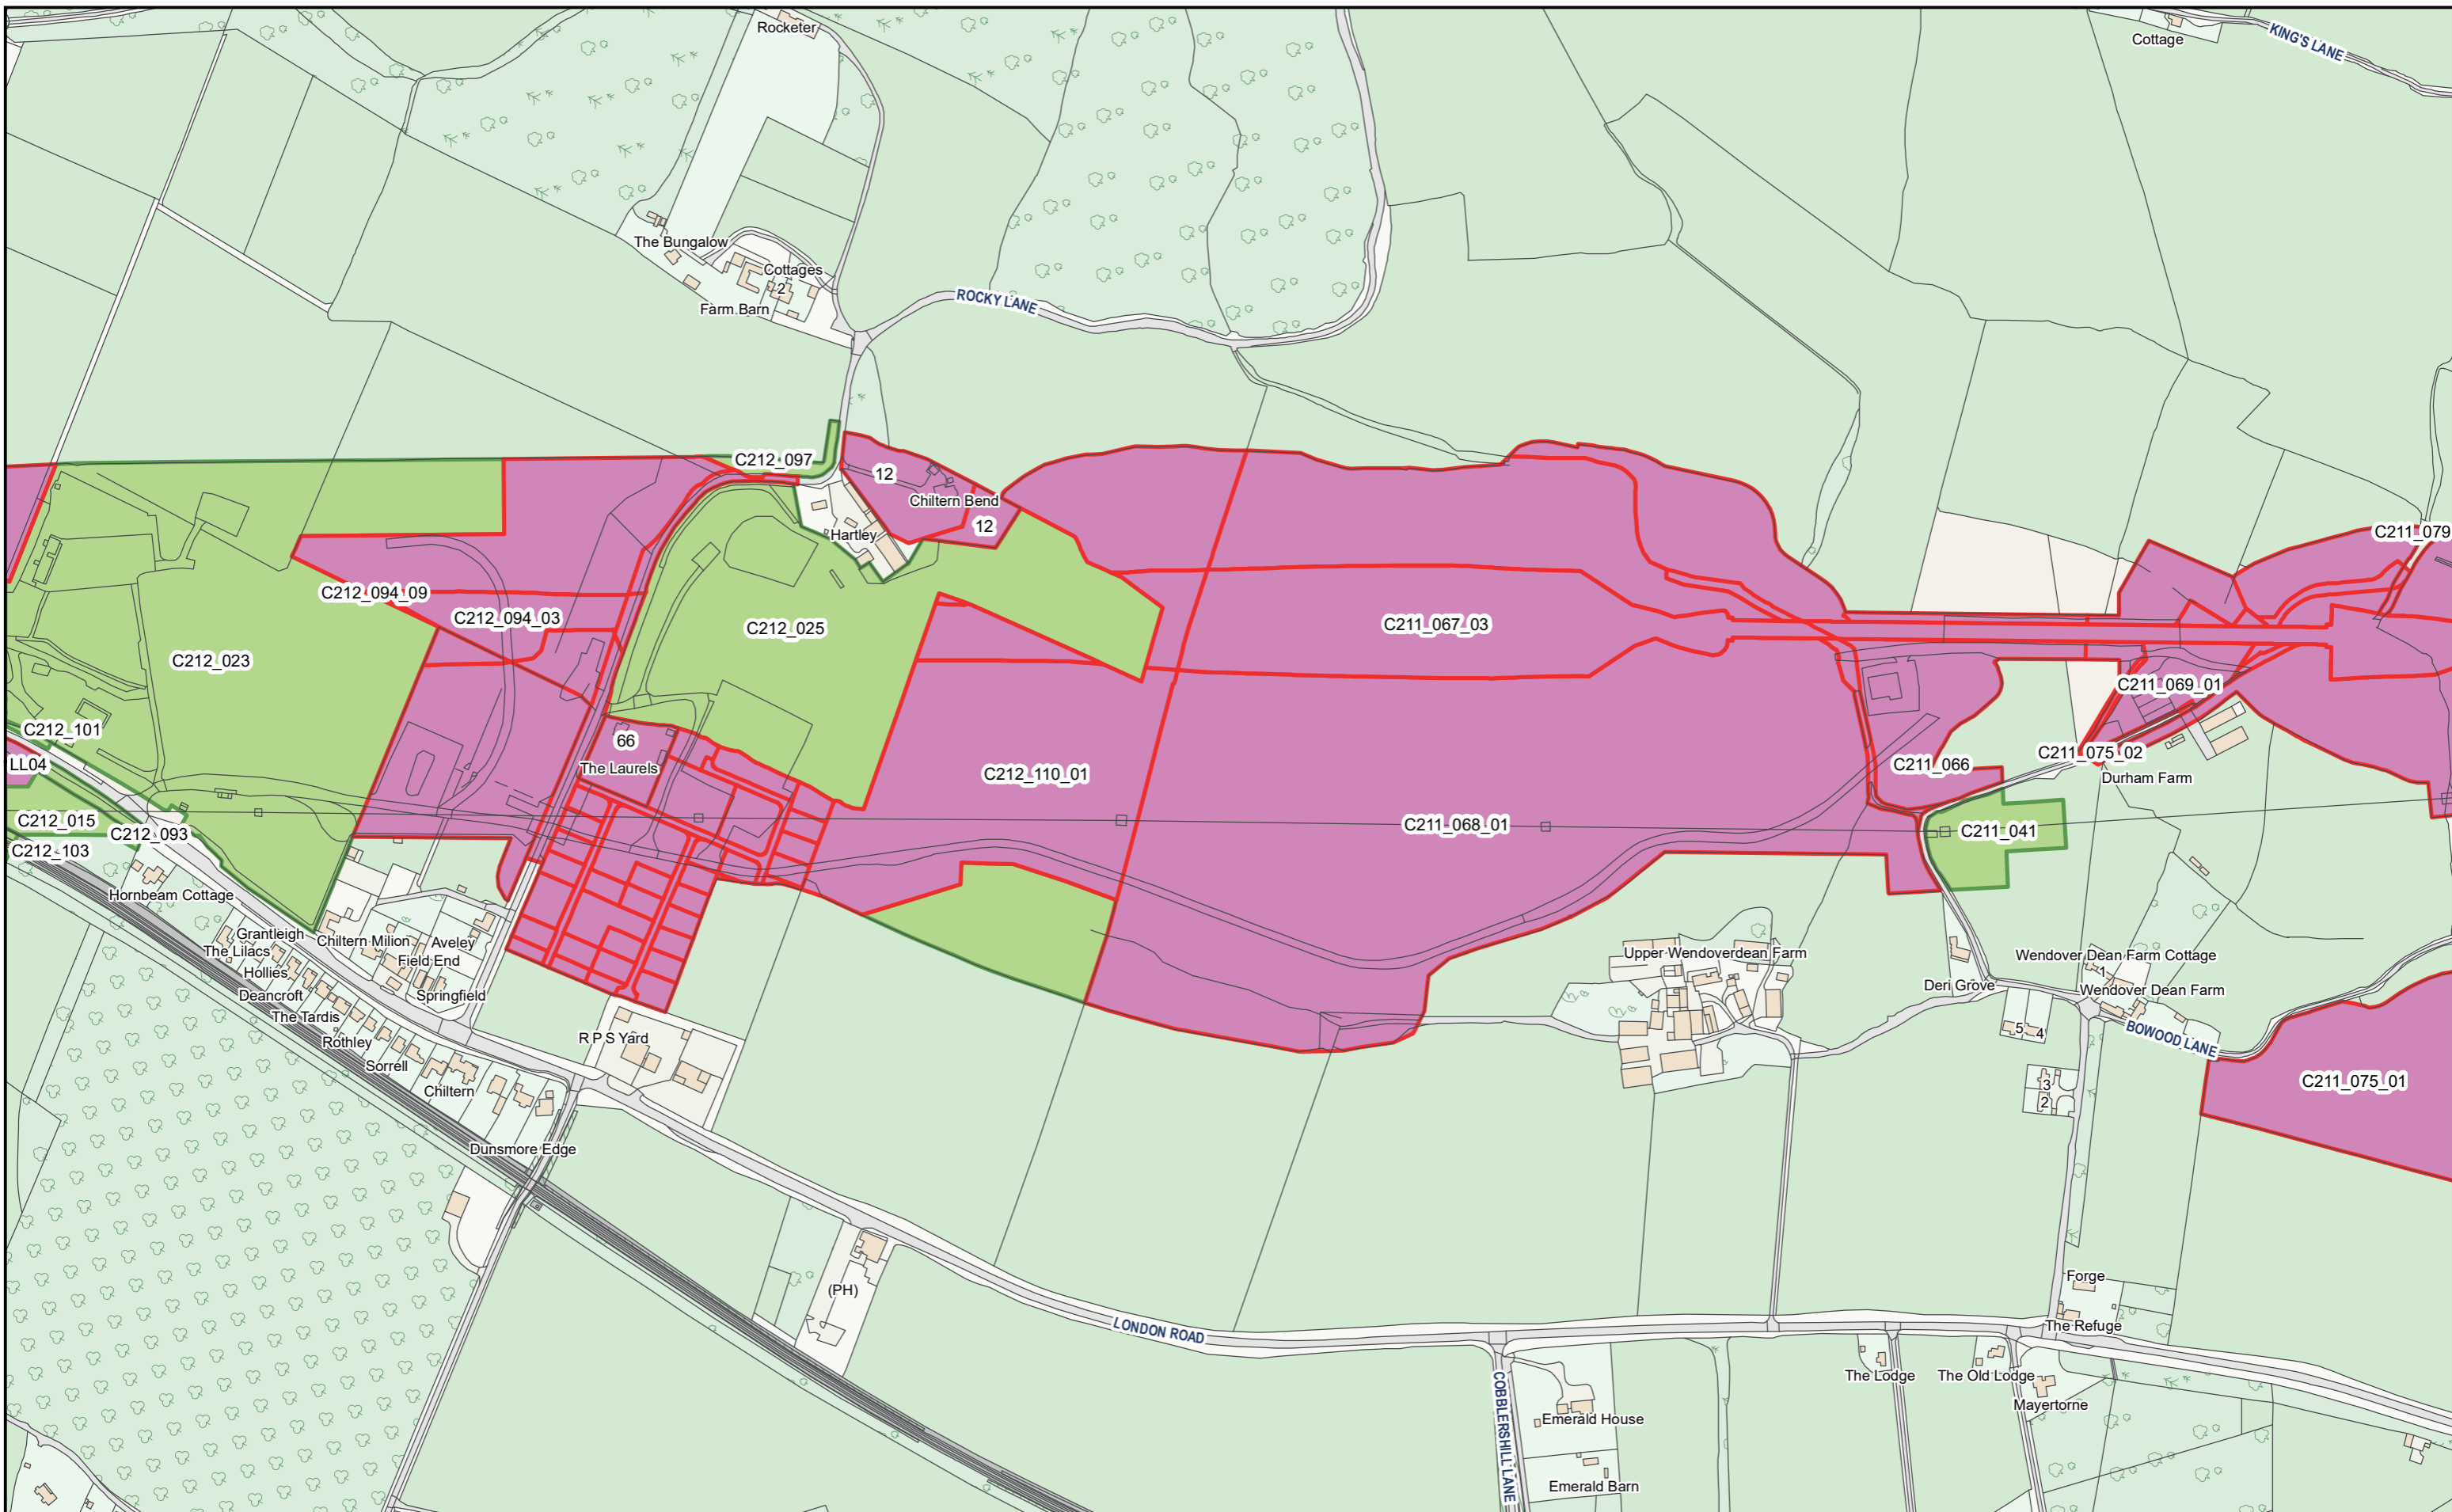 Rocketer
Cottage
KING'S LANE
The Bungalow
Cottages
2
Farm Barn
ROCKY LANE
C212_097
12
Chiltern Bend
12
Hartley
C211_079
C212_094_09
C212_094_03
C212_025
C211_067_03
C212_023
C211_069_01
C212_101
66
LL04
The Laurels
C212_110_01
C211_066
C211_075_02
Durham Farm
C212_015
C212_093
C211_068_01
C211_041
C212_103
Hornbeam Cottage
Grantleigh
Chiltern Milion
Aveley
The Lilacs
Field End
Hollies
Upper Wendoverdean Farm
Wendover Dean Farm Cottage
1
Deancroft
Springfield
Deri Grove
Wendover Dean Farm
The Tardis
Rothley
R P S Yard
5
4
BOWOOD LANE
Sorrell
Chiltern
3
2
C211_075_01
Dunsmore Edge
(PH)
Forge
LONDON ROAD
The Refuge
The Lodge
The Old Lodge
Mayertorne
COBBLERSHILL LANE
Emerald House
Emerald Barn